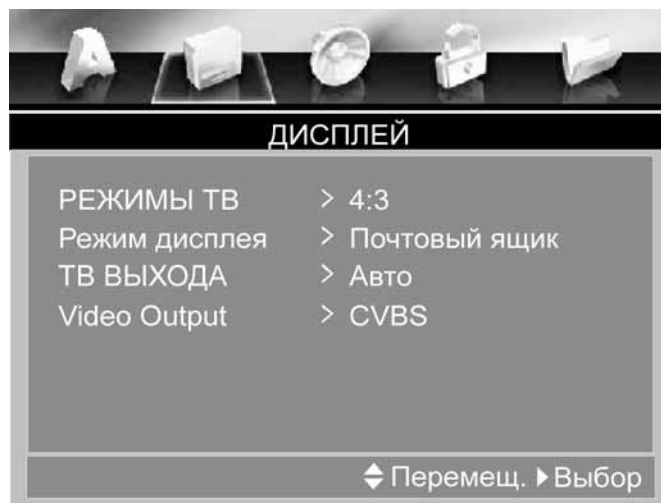 ДИСПЛЕЙ
РЕЖИМЫ ТВ > 4:3
Режим дисплея > Почтовый ящик
ТВ ВЫХОДА > Авто
Video Output > CVBS
Перемещ. Выбор